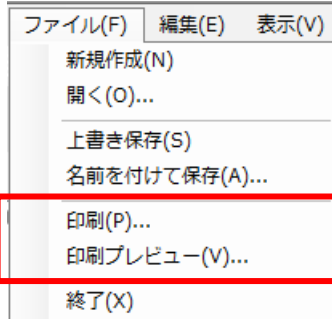 ファイル(F) 編集(E) 表示(V)
新規作成(N)
開く(O)...
上書き保存(S)
名前を付けて保存(A)...
印刷(P)...
印刷プレビュー(V)...
終了(X)